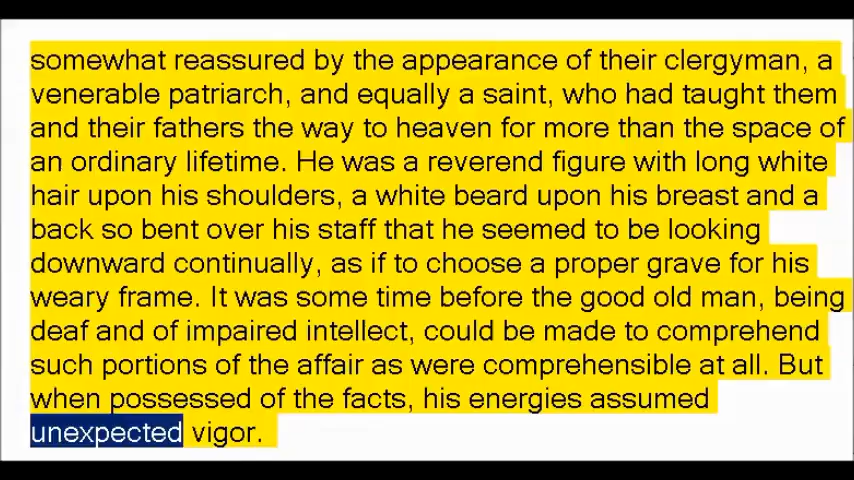 somewhat reassured by the appearance of their clergyman, a
venerable patriarch, and equally a saint, who had taught them
and their fathers the way to heaven for more than the space of
an ordinary lifetime. He was a reverend figure with long white
hair upon his shoulders, a white beard upon his breast and a
back so bent over his staff that he seemed to be looking
downward continually, as if to choose a proper grave for his
weary frame. It was some time before the good old man, being
deaf and of impaired intellect, could be made to comprehend
such portions of the affair as were comprehensible at all. But
when possessed of the facts, his energies assumed
unexpected vigor.